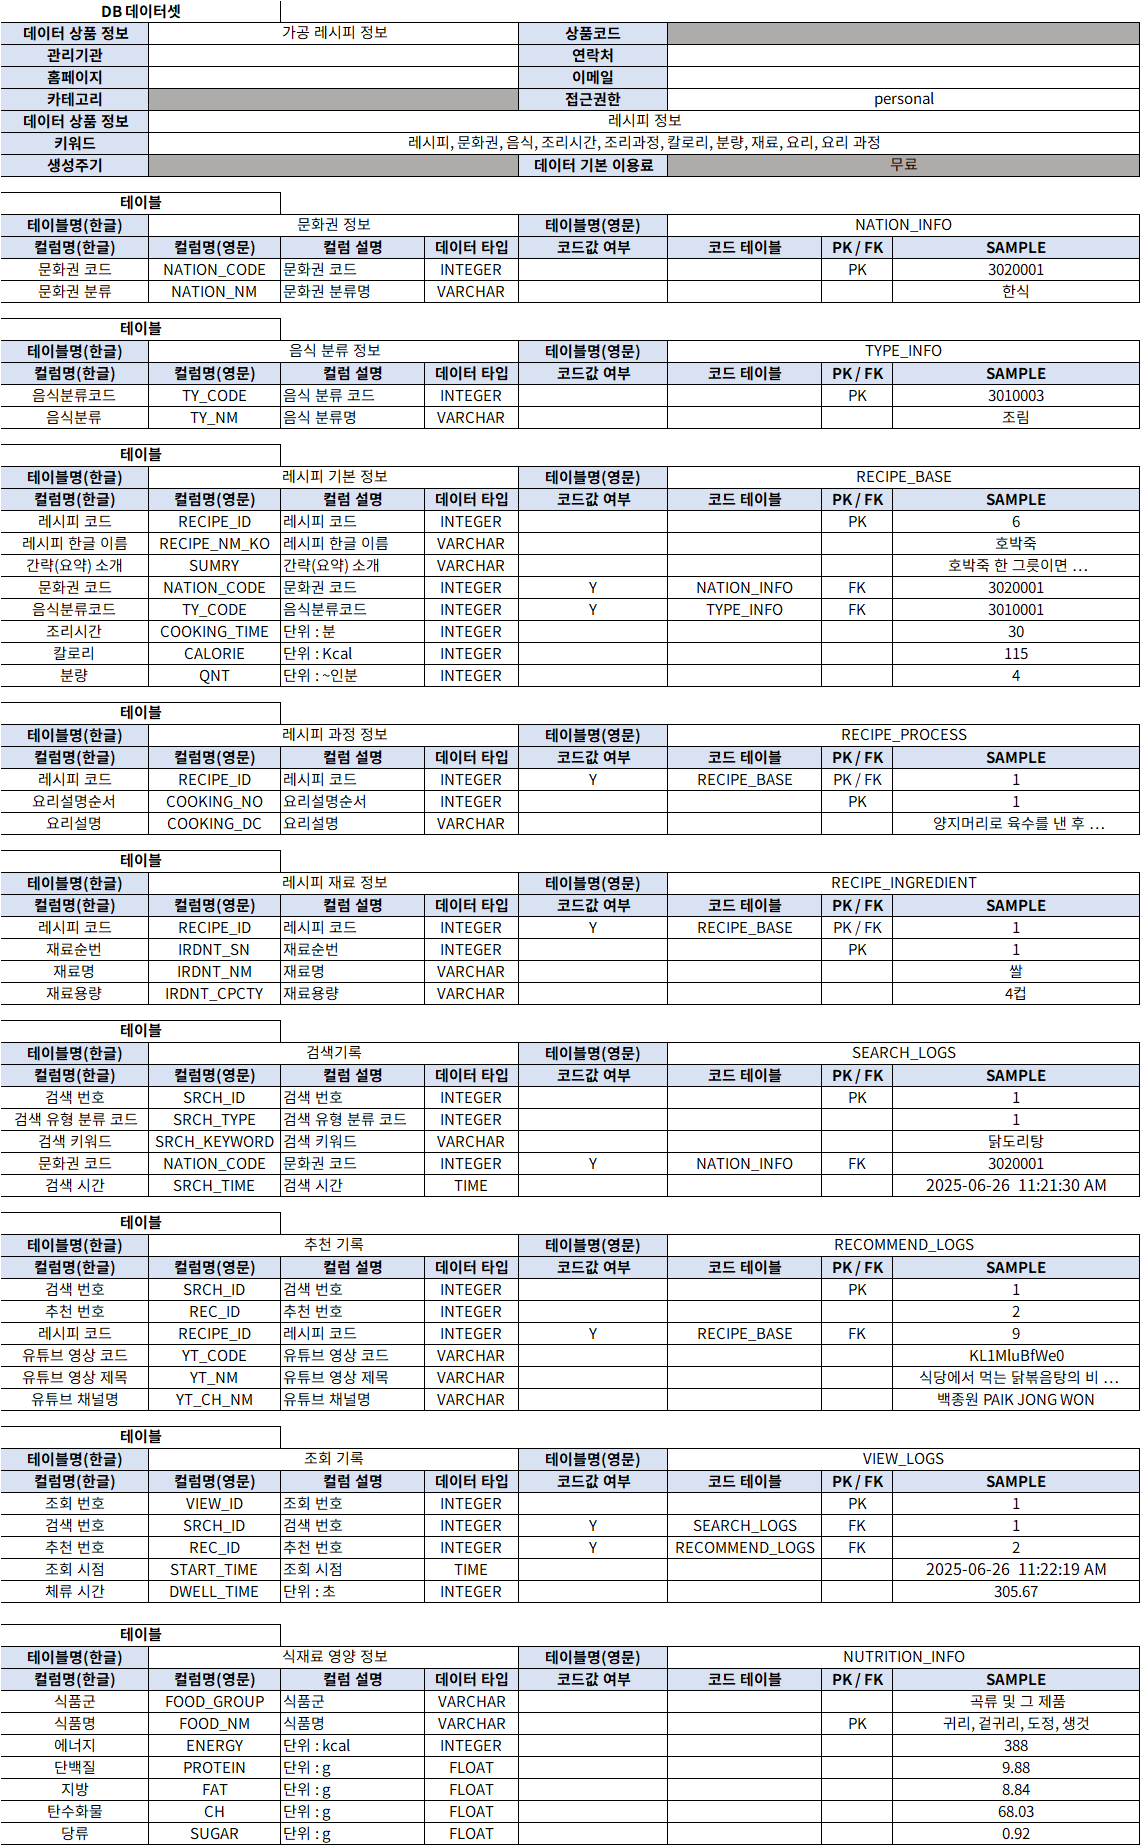 DB 데이터셋
데이터 상품 정보 가공 레시피 정보 상품코드
관리기관 연락처
홈페이지 이메일
카테고리 접근권한 personal
데이터 상품 정보 레시피 정보
키워드 레시피, 문화권, 음식, 조리시간, 조리과정, 칼로리, 분량, 재료, 요리, 요리 과정
생성주기 데이터 기본 이용료 무료
테이블
테이블명(한글) 문화권 정보 테이블명(영문) NATION_INFO
컬럼명(한글) 컬럼명(영문) 컬럼 설명 데이터 타입 코드값 여부 코드 테이블 PK / FK SAMPLE
문화권 코드 NATION_CODE 문화권 코드 INTEGER PK 3020001
문화권 분류 NATION_NM 문화권 분류명 VARCHAR 한식
테이블
테이블명(한글) 음식 분류 정보 테이블명(영문) TYPE_INFO
컬럼명(한글) 컬럼명(영문) 컬럼 설명 데이터 타입 코드값 여부 코드 테이블 PK / FK SAMPLE
음식분류코드 TY_CODE 음식 분류 코드 INTEGER PK 3010003
음식분류 TY_NM 음식 분류명 VARCHAR 조림
테이블
테이블명(한글) 레시피 기본 정보 테이블명(영문) RECIPE_BASE
컬럼명(한글) 컬럼명(영문) 컬럼 설명 데이터 타입 코드값 여부 코드 테이블 PK / FK SAMPLE
레시피 코드 RECIPE_ID 레시피 코드 INTEGER PK 6
레시피 한글 이름 RECIPE_NM_KO 레시피 한글 이름 VARCHAR 호박죽
간략(요약) 소개 SUMRY 간략(요약) 소개 VARCHAR 호박죽 한 그릇이면 …
문화권 코드 NATION_CODE 문화권 코드 INTEGER Y NATION_INFO FK 3020001
음식분류코드 TY_CODE 음식분류코드 INTEGER Y TYPE_INFO FK 3010001
조리시간 COOKING_TIME 단위 : 분 INTEGER 30
칼로리 CALORIE 단위 : Kcal INTEGER 115
분량 QNT 단위 : ~인분 INTEGER 4
테이블
테이블명(한글) 레시피 과정 정보 테이블명(영문) RECIPE_PROCESS
컬럼명(한글) 컬럼명(영문) 컬럼 설명 데이터 타입 코드값 여부 코드 테이블 PK / FK SAMPLE
레시피 코드 RECIPE_ID 레시피 코드 INTEGER Y RECIPE_BASE PK / FK 1
요리설명순서 COOKING_NO 요리설명순서 INTEGER PK 1
요리설명 COOKING_DC 요리설명 VARCHAR 양지머리로 육수를 낸 후 …
테이블
테이블명(한글) 레시피 재료 정보 테이블명(영문) RECIPE_INGREDIENT
컬럼명(한글) 컬럼명(영문) 컬럼 설명 데이터 타입 코드값 여부 코드 테이블 PK / FK SAMPLE
레시피 코드 RECIPE_ID 레시피 코드 INTEGER Y RECIPE_BASE PK / FK 1
재료순번 IRDNT_SN 재료순번 INTEGER PK 1
재료명 IRDNT_NM 재료명 VARCHAR 쌀
재료용량 IRDNT_CPCTY 재료용량 VARCHAR 4컵
테이블
테이블명(한글) 검색기록 테이블명(영문) SEARCH_LOGS
컬럼명(한글) 컬럼명(영문) 컬럼 설명 데이터 타입 코드값 여부 코드 테이블 PK / FK SAMPLE
검색 번호 SRCH_ID 검색 번호 INTEGER PK 1
검색 유형 분류 코드 SRCH_TYPE 검색 유형 분류 코드 INTEGER 1
검색 키워드 SRCH_KEYWORD 검색 키워드 VARCHAR 닭도리탕
문화권 코드 NATION_CODE 문화권 코드 INTEGER Y NATION_INFO FK 3020001
검색 시간 SRCH_TIME 검색 시간 TIME 2025-06-26 11:21:30 AM
테이블
테이블명(한글) 추천 기록 테이블명(영문) RECOMMEND_LOGS
컬럼명(한글) 컬럼명(영문) 컬럼 설명 데이터 타입 코드값 여부 코드 테이블 PK / FK SAMPLE
검색 번호 SRCH_ID 검색 번호 INTEGER PK 1
추천 번호 REC_ID 추천 번호 INTEGER 2
레시피 코드 RECIPE_ID 레시피 코드 INTEGER Y RECIPE_BASE FK 9
유튜브 영상 코드 YT_CODE 유튜브 영상 코드 VARCHAR KL1MluBfWe0
유튜브 영상 제목 YT_NM 유튜브 영상 제목 VARCHAR 식당에서 먹는 닭볶음탕의 비 …
유튜브 채널명 YT_CH_NM 유튜브 채널명 VARCHAR 백종원 PAIK JONG WON
테이블
테이블명(한글) 조회 기록 테이블명(영문) VIEW_LOGS
컬럼명(한글) 컬럼명(영문) 컬럼 설명 데이터 타입 코드값 여부 코드 테이블 PK / FK SAMPLE
조회 번호 VIEW_ID 조회 번호 INTEGER PK 1
검색 번호 SRCH_ID 검색 번호 INTEGER Y SEARCH_LOGS FK 1
추천 번호 REC_ID 추천 번호 INTEGER Y RECOMMEND_LOGS FK 2
조회 시점 START_TIME 조회 시점 TIME 2025-06-26 11:22:19 AM
체류 시간 DWELL_TIME 단위 : 초 INTEGER 305.67
테이블
테이블명(한글) 식재료 영양 정보 테이블명(영문) NUTRITION_INFO
컬럼명(한글) 컬럼명(영문) 컬럼 설명 데이터 타입 코드값 여부 코드 테이블 PK / FK SAMPLE
식품군 FOOD_GROUP 식품군 VARCHAR 곡류 및 그 제품
식품명 FOOD_NM 식품명 VARCHAR PK 귀리, 겉귀리, 도정, 생것
에너지 ENERGY 단위 : kcal INTEGER 388
단백질 PROTEIN 단위 : g FLOAT 9.88
지방 FAT 단위 : g FLOAT 8.84
탄수화물 CH 단위 : g FLOAT 68.03
당류 SUGAR 단위 : g FLOAT 0.92